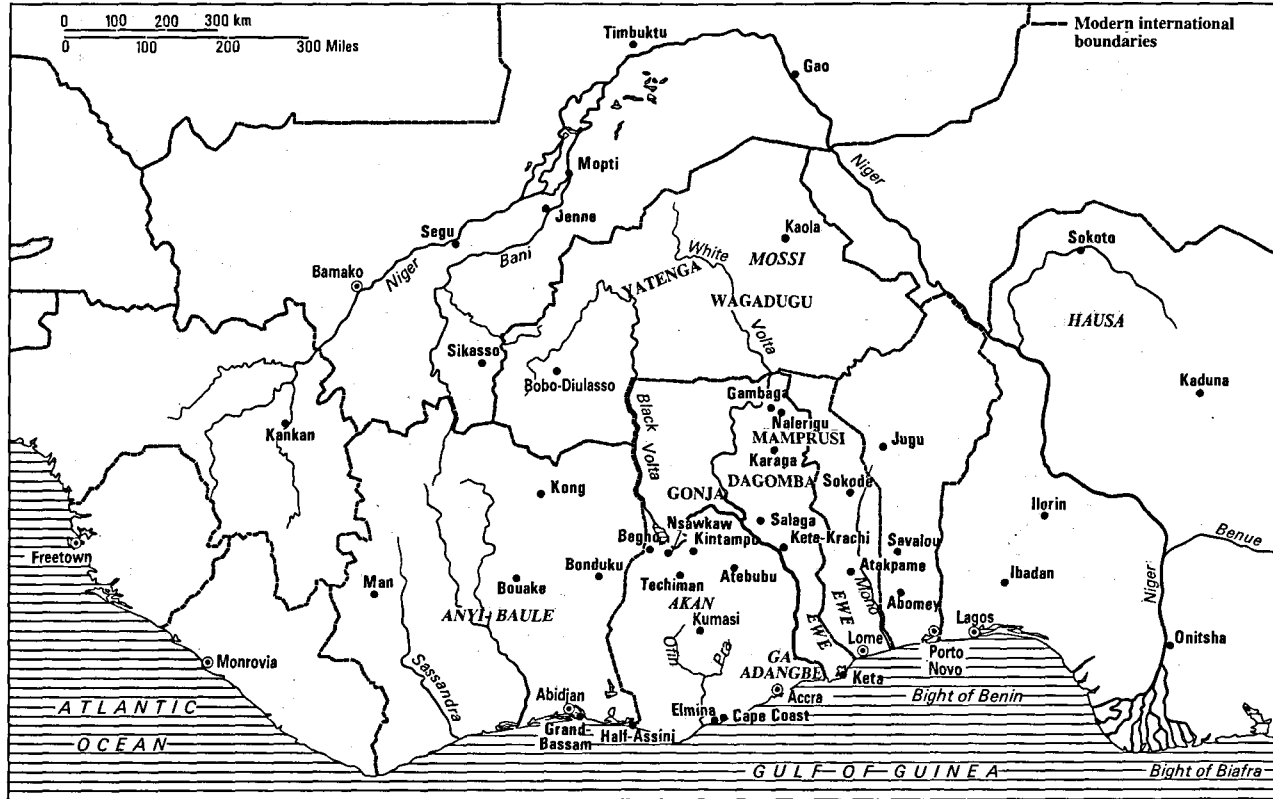 0 100 200 300 km
0 100 200 300 Miles
Modern international
boundaries
Timbuktu
Gao
Niger
Mopti
Jenne
Segu
Bani
Niger
Bamako
Kaola
MOSSI
White
YATENGA
WAGADUGU
Volta
Sokoto
HAUSA
Kaduna
Sikasso
Bobo-Diulasso
Kankan
Black
Volta
Gambaga
Nalerigu
MAMPRUSI
Karaga
DAGOMBA
Jugu
Sokode
GONJA
Kong
Salaga
Ilorin
Benue
Nsawkaw
Kintampo
Keta-Krachi
Begho
Savalou
Freetown
Man
Bouake
Bonduku
Techiman
Atebubu
Atakpame
Ibadan
Niger
ANYI-BAULE
AKAN
Kumasi
EWE
EWE
Mono
Abomey
Lagos
Onitsha
Ofin
Pra
GA
ADANGBE
Lome
Porto
Novo
Monrovia
Sassandra
Keta
Bight of Benin
Accra
Abidjan
Grand-
Bassam
Half-Assini
Elmina
Cape Coast
ATLANTIC
OCEAN
GULF OF GUINEA
Bight of Biafra